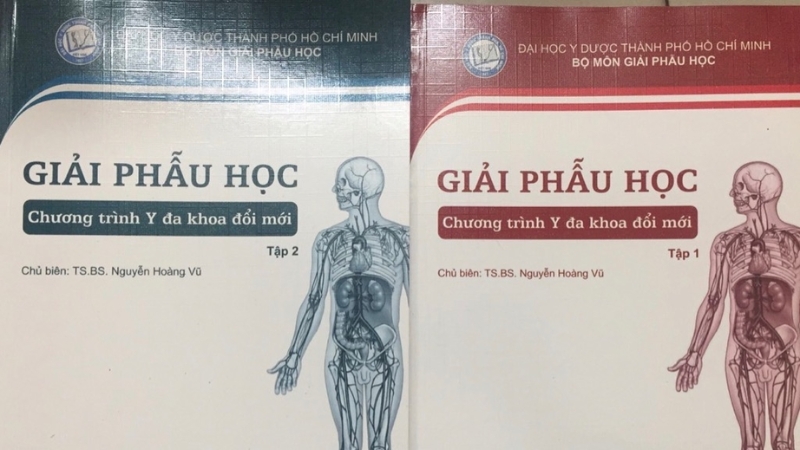 Y DƯỢC THÀNH PHỐ HỒ CHÍ MINH
BỘ MÔN GIẢI PHẪU HỌC
GIẢI PHẪU HỌC
Chương trình Y đa khoa đổi mới
Tập 2
Chủ biên: TS.BS. Nguyễn Hoàng Vũ
ĐẠI HỌC Y DƯỢC THÀNH PHỐ HỒ CHÍ MINH
BỘ MÔN GIẢI PHẪU HỌC
GIẢI PHẪU HỌC
Chương trình Y đa khoa đổi mới
Tập 1
Chủ biên: TS.BS. Nguyễn Hoàng Vũ